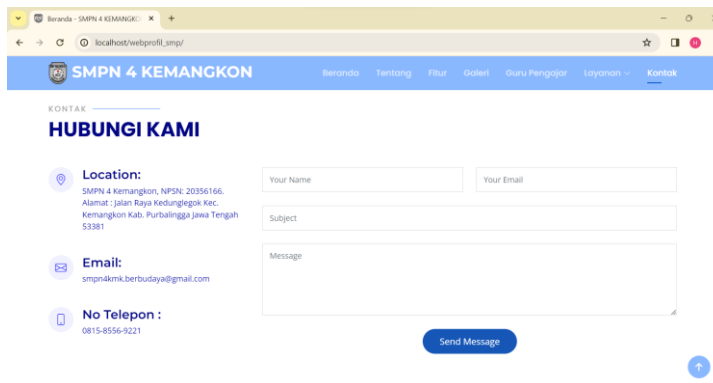 Beranda - SMPN 4 KEMANGKO
localhost/webprofil_smp/
H
SMPN 4 KEMANGKON
Beranda Tentang Fitur Galeri Guru Pengajar Layanan Kontak
KONTAK
HUBUNGI KAMI
Location:
SMPN 4 Kemangkon, NPSN: 20356166.
Alamat : Jalan Raya Kedunglegok Kec.
Kemangkon Kab. Purbalingga Jawa Tengah
53381
Email:
smpn4kmk.berbudaya@gmail.com
No Telepon :
0815-8556-9221
Your Name
Your Email
Subject
Message
Send Message